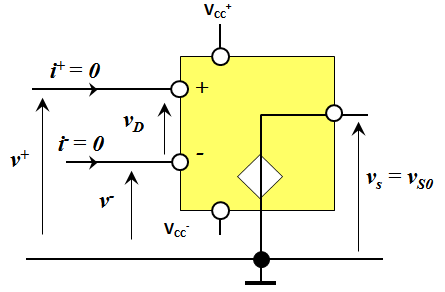 Vcc+
i+ = 0
+
vD
v+
i- = 0
-
v-
vs = vS0
Vcc-